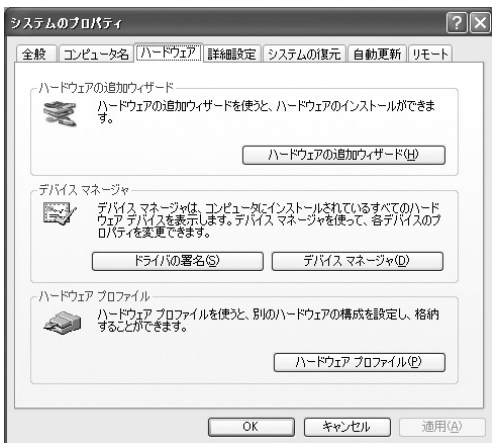 システムのプロパティ
全般 コンピュータ名 ハードウェア 詳細設定 システムの復元 自動更新 リモート
ハードウェアの追加ウィザード
ハードウェアの追加ウィザードを使うと、ハードウェアのインストールができま
す。
ハードウェアの追加ウィザード(H)
デバイス マネージャ
デバイス マネージャは、コンピュータにインストールされているすべてのハード
ウェア デバイスを表示します。デバイス マネージャを使って、各デバイスのプ
ロパティを変更できます。
ドライバの署名(S) デバイス マネージャ(D)
ハードウェア プロファイル
ハードウェア プロファイルを使うと、別のハードウェアの構成を設定し、格納
することができます。
ハードウェア プロファイル(P)
OK キャンセル 適用(A)